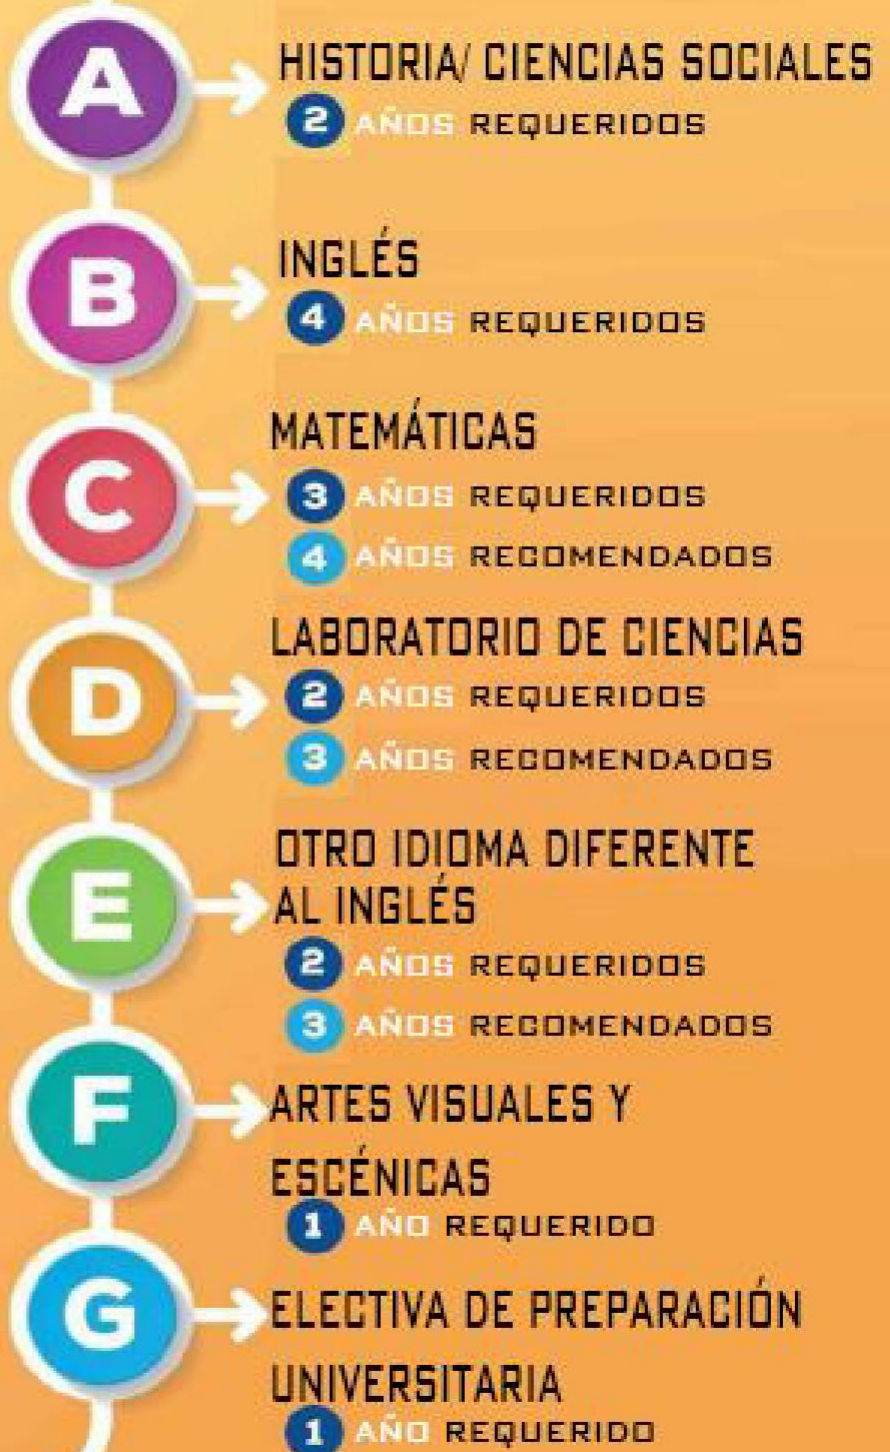 A
HISTORIA/ CIENCIAS SOCIALES
2 AÑOS REQUERIDOS
B
INGLÉS
4 AÑOS REQUERIDOS
C
MATEMÁTICAS
3 AÑOS REQUERIDOS
4 AÑOS RECOMENDADOS
D
LABORATORIO DE CIENCIAS
2 AÑOS REQUERIDOS
3 AÑOS RECOMENDADOS
E
OTRO IDIOMA DIFERENTE
AL INGLÉS
2 AÑOS REQUERIDOS
3 AÑOS RECOMENDADOS
F
ARTES VISUALES Y
ESCÉNICAS
1 AÑO REQUERIDO
G
ELECTIVA DE PREPARACIÓN
UNIVERSITARIA
1 AÑO REQUERIDO